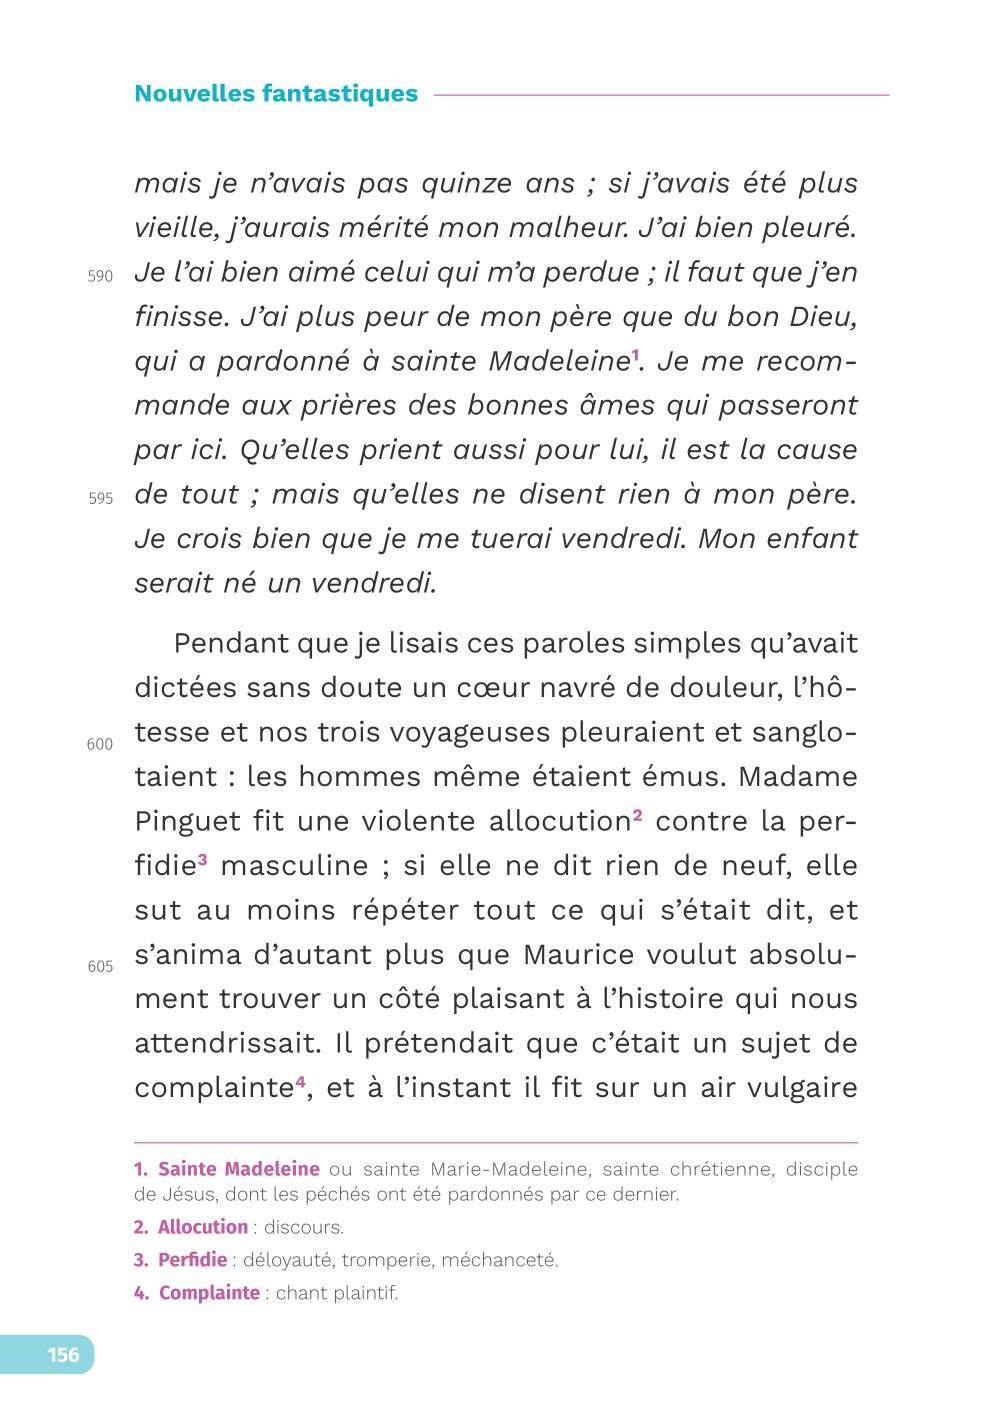 Nouvelles fantastiques
mais je n’avais pas quinze ans ; si j’avais été plus
vieille, j’aurais mérité mon malheur. J’ai bien pleuré.
590 Je l’ai bien aimé celui qui m’a perdue ; il faut que j’en
finisse. J’ai plus peur de mon père que du bon Dieu,
qui a pardonné à sainte Madeleine1. Je me recom-
mande aux prières des bonnes âmes qui passeront
par ici. Qu’elles prient aussi pour lui, il est la cause
595 de tout ; mais qu’elles ne disent rien à mon père.
Je crois bien que je me tuerai vendredi. Mon enfant
serait né un vendredi.
Pendant que je lisais ces paroles simples qu’avait
dictées sans doute un cœur navré de douleur, l’hô-
600 tesse et nos trois voyageuses pleuraient et sanglo-
taient : les hommes même étaient émus. Madame
Pinguet fit une violente allocution2 contre la per-
fidie3 masculine ; si elle ne dit rien de neuf, elle
sut au moins répéter tout ce qui s’était dit, et
605 s’anima d’autant plus que Maurice voulut absolu-
ment trouver un côté plaisant à l’histoire qui nous
attendrissait. Il prétendait que c’était un sujet de
complainte4, et à l’instant il fit sur un air vulgaire
1. Sainte Madeleine ou sainte Marie-Madeleine, sainte chrétienne, disciple
de Jésus, dont les péchés ont été pardonnés par ce dernier.
2. Allocution : discours.
3. Perfidie : déloyauté, tromperie, méchanceté.
4. Complainte : chant plaintif.
156